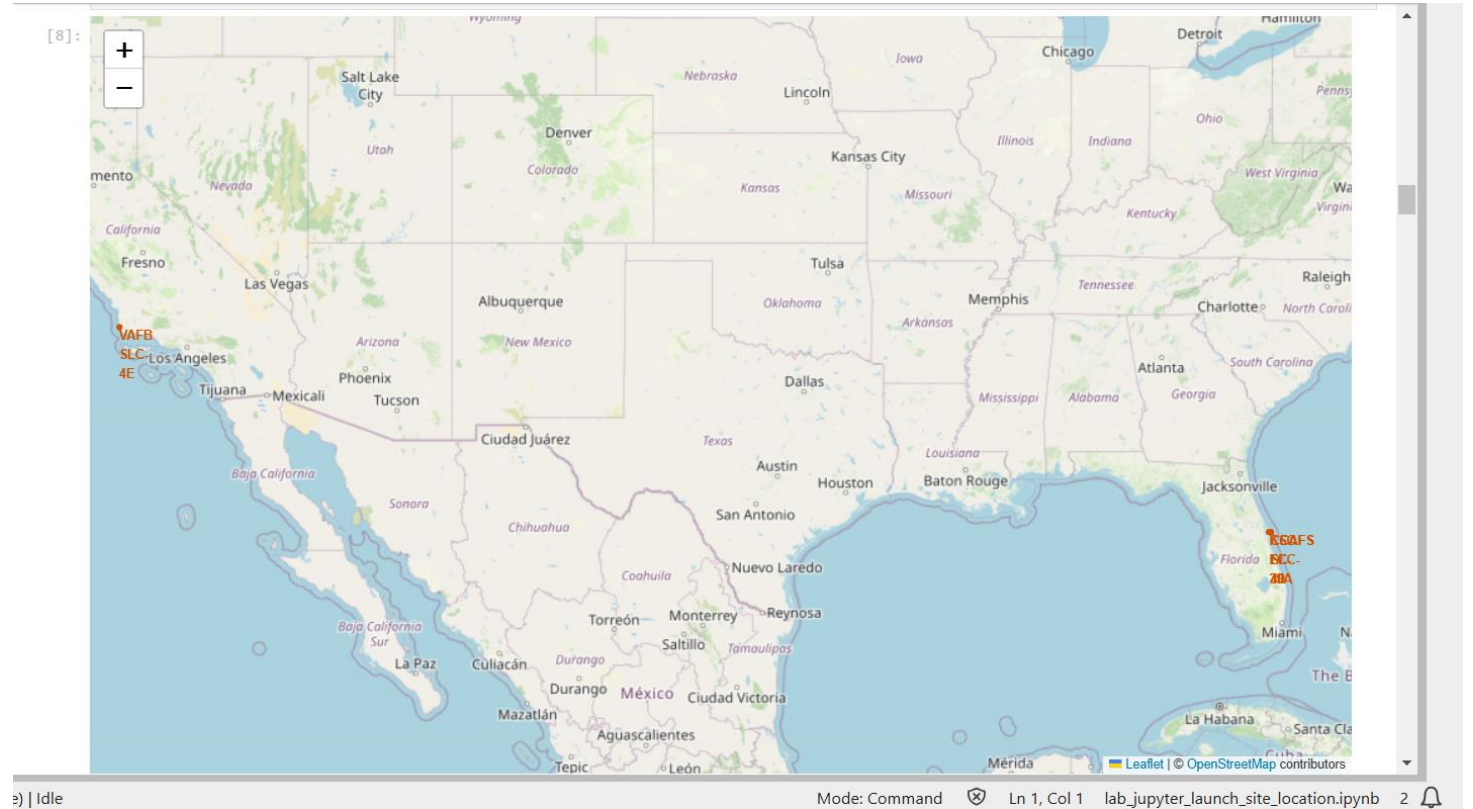 Wyoming
Hamilton
[8]:
+
−
Detroit
Chicago
Iowa
Salt Lake
City
Nebraska
Lincoln
Pennsy
Ohio
Denver
Utah
Illinois
Indiana
Kansas City
Colorado
West Virginia
mento
Nevada
Kansas
Missouri
Wa
Virgini
Kentucky
California
Fresno
Tulsa
Las Vegas
Raleigh
Tennessee
Albuquerque
Oklahoma
Memphis
Charlotte
North Caroli
Arkansas
VAFB
SLC-
4E
Los Angeles
Arizona
New Mexico
South Carolina
Atlanta
Phoenix
Dallas
Tijuana
Mexicali
Tucson
Mississippi
Alabama
Georgia
Ciudad Juárez
Texas
Louisiana
Austin
Baja California
Houston
Baton Rouge
Jacksonville
Sonora
San Antonio
Chihuahua
Florida
Nuevo Laredo
Coahuila
Torreón
Monterrey
Reynosa
Baja California
Sur
Saltillo
Tamaulipas
Miami
N
La Paz
Culiacán
Durango
The B
Durango
México
Ciudad Victoria
Mazatlán
La Habana
Santa Cla
Aguascalientes
Cuba
Tepic
León
Mérida
Leaflet | © OpenStreetMap contributors
e) | Idle
Mode: Command
Ln 1, Col 1
lab_jupyter_launch_site_location.ipynb
2